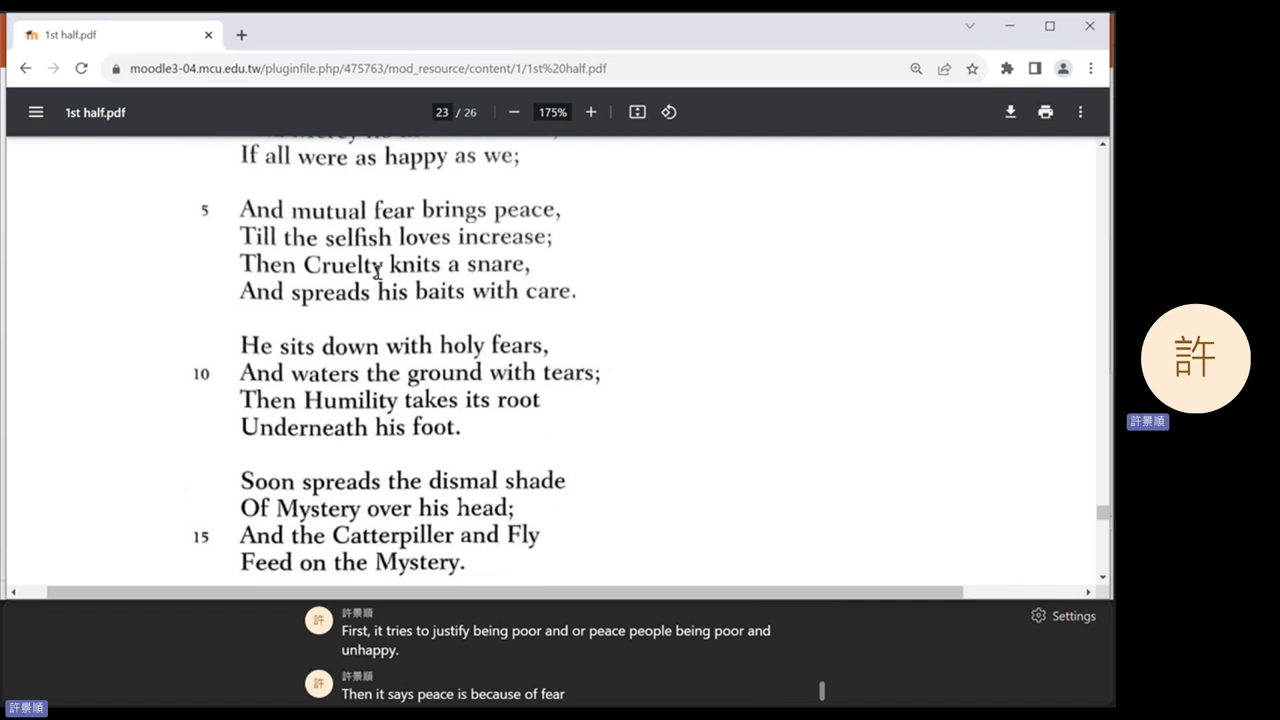 1st half.pdf
moodle3-04.mcu.edu.tw/pluginfile.php/475763/mod_resource/content/1/1st%20half.pdf
1st half.pdf
23 / 26
175%
If all were as happy as we;
5 And mutual fear brings peace,
Till the selfish loves increase;
Then Cruelty knits a snare,
And spreads his baits with care.
He sits down with holy fears,
10 And waters the ground with tears;
Then Humility takes its root
Underneath his foot.
Soon spreads the dismal shade
Of Mystery over his head;
15 And the Catterpiller and Fly
Feed on the Mystery.
許
許景順
許
許景順
First, it tries to justify being poor and or peace people being poor and
unhappy.
Settings
許
許景順
Then it says peace is because of fear
許景順